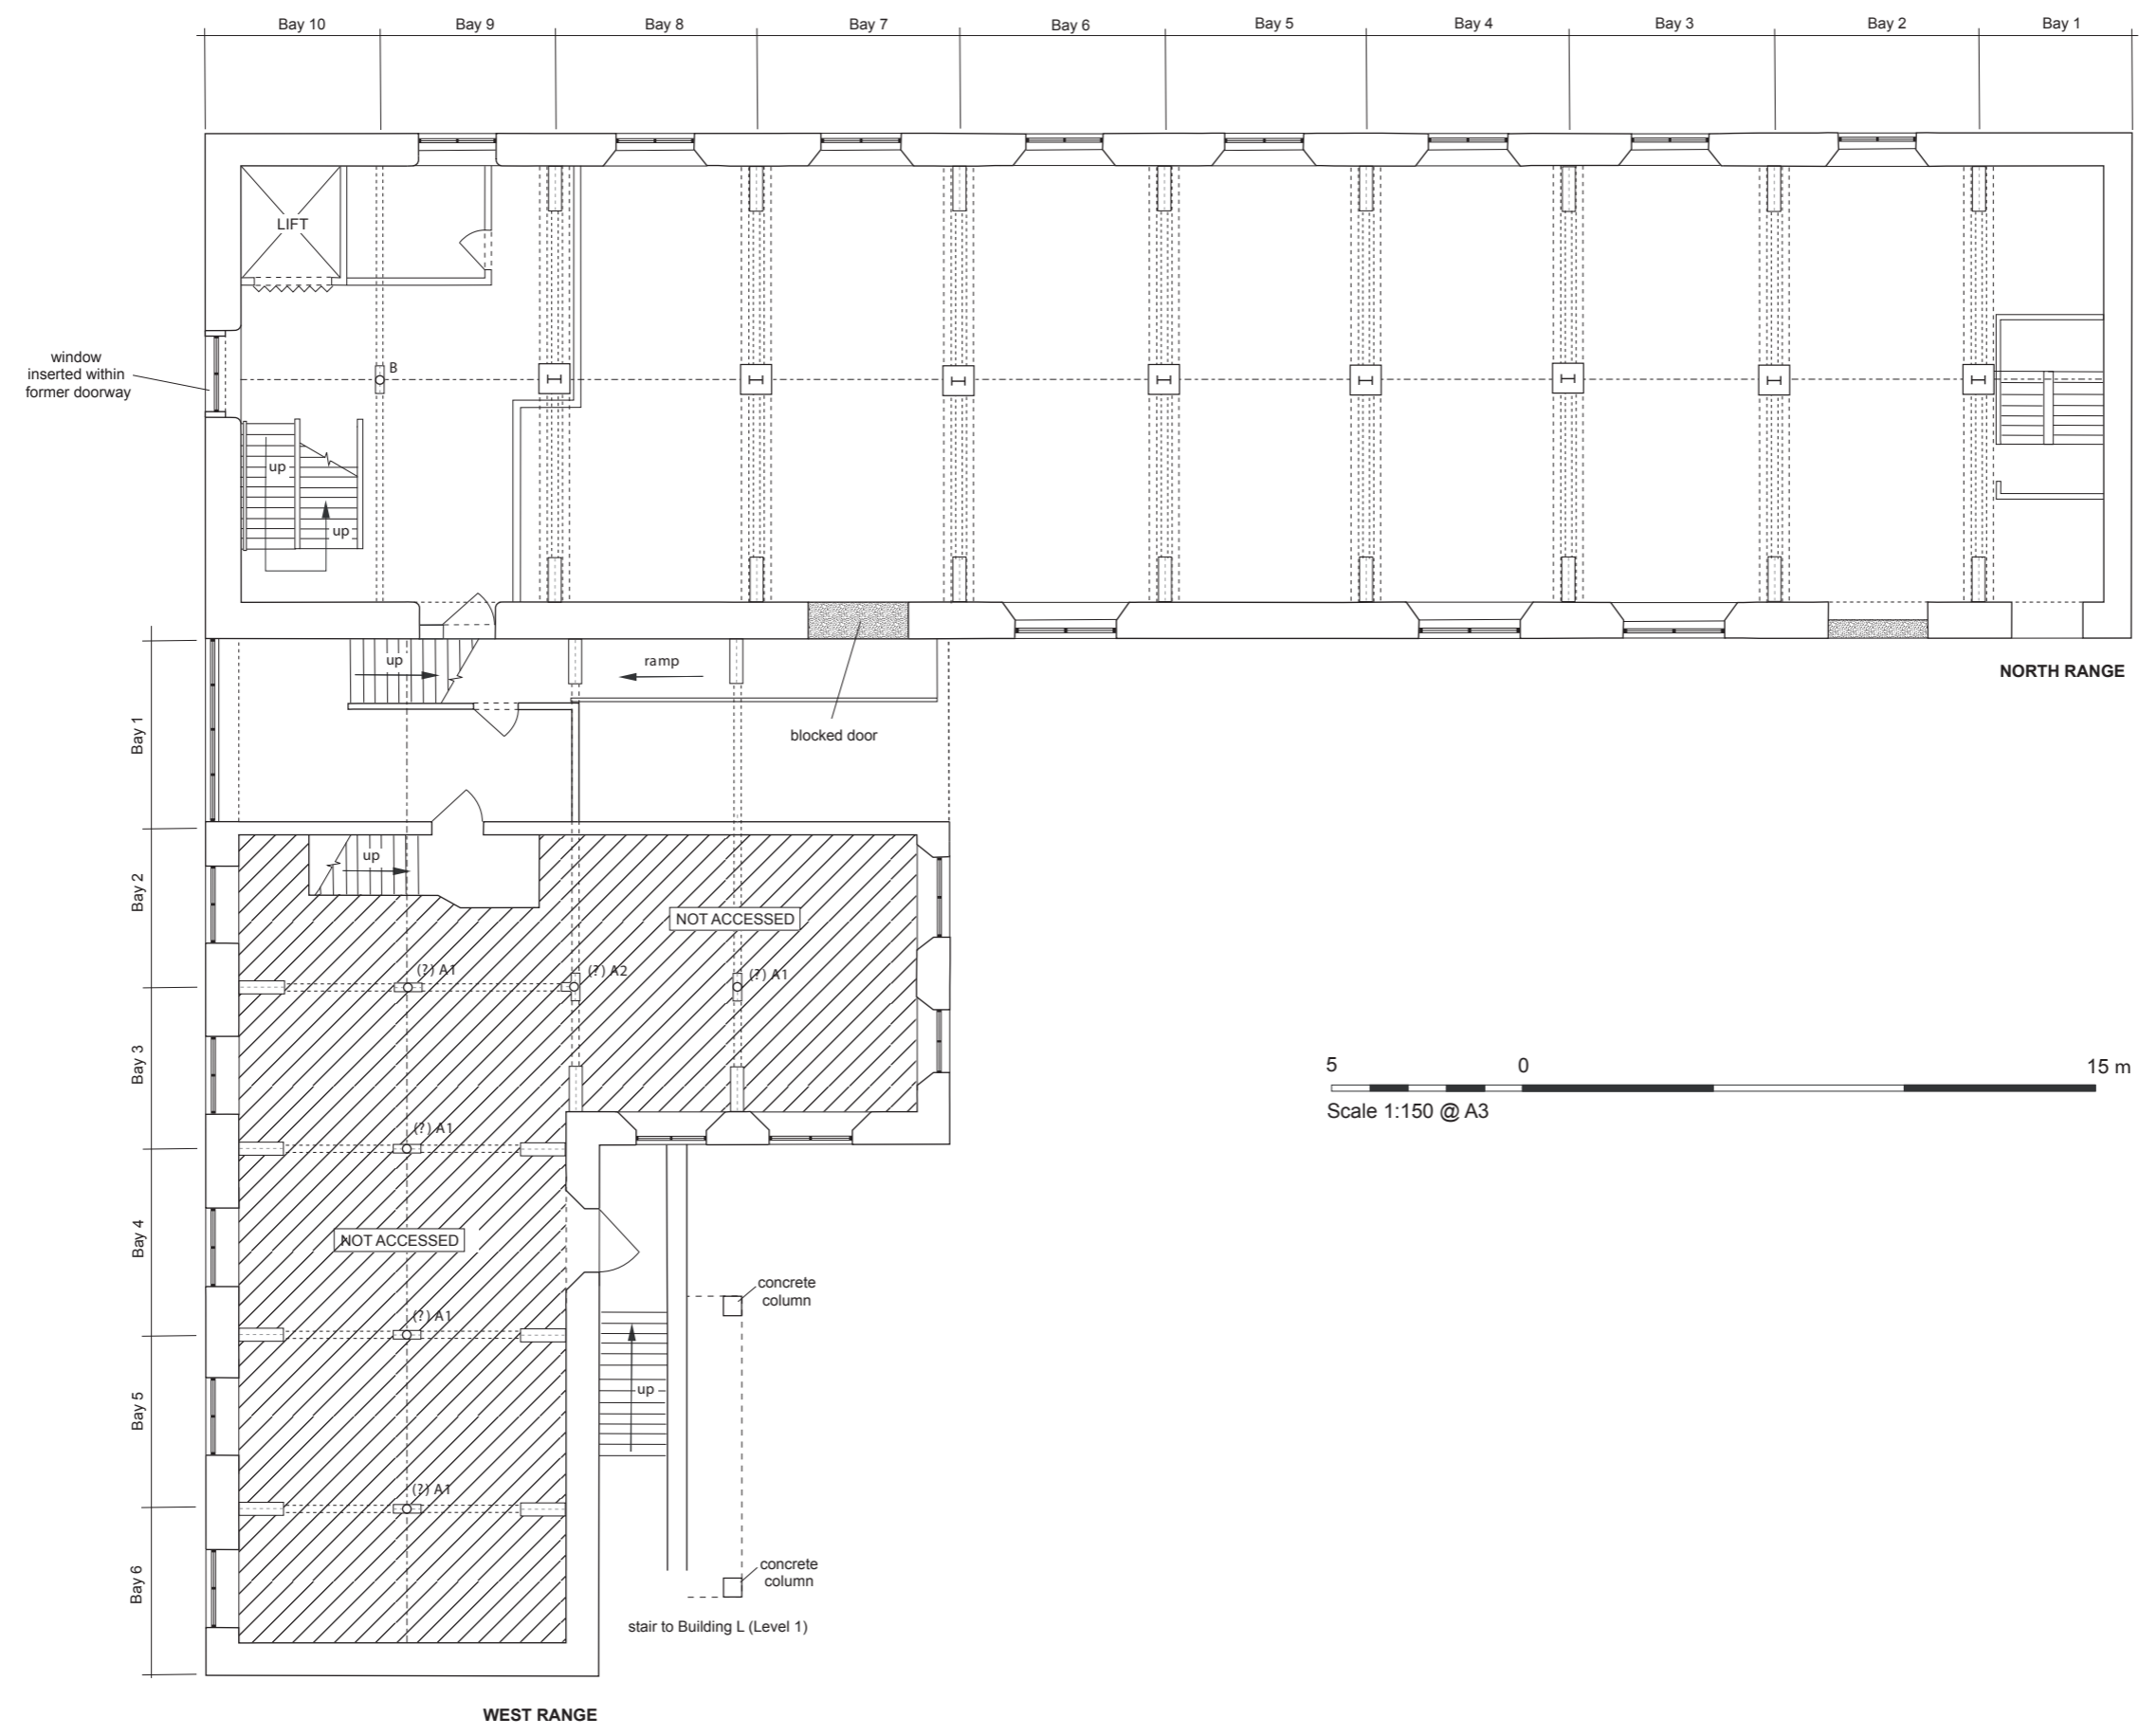 Bay 10 Bay 9 Bay 8 Bay 7 Bay 6 Bay 5 Bay 4 Bay 3 Bay 2 Bay 1
LIFT
window
inserted within
former doorway
B
up
up
NORTH RANGE
up
ramp
blocked door
Bay 1
up
Bay 2
NOT ACCESSED
(?) A1
(?) A2
(?) A1
Bay 3
5 0 15 m
Scale 1:150 @ A3
(?) A1
NOT ACCESSED
Bay 4
concrete
column
(?) A1
up
Bay 5
(?) A1
concrete
column
Bay 6
stair to Building L (Level 1)
WEST RANGE